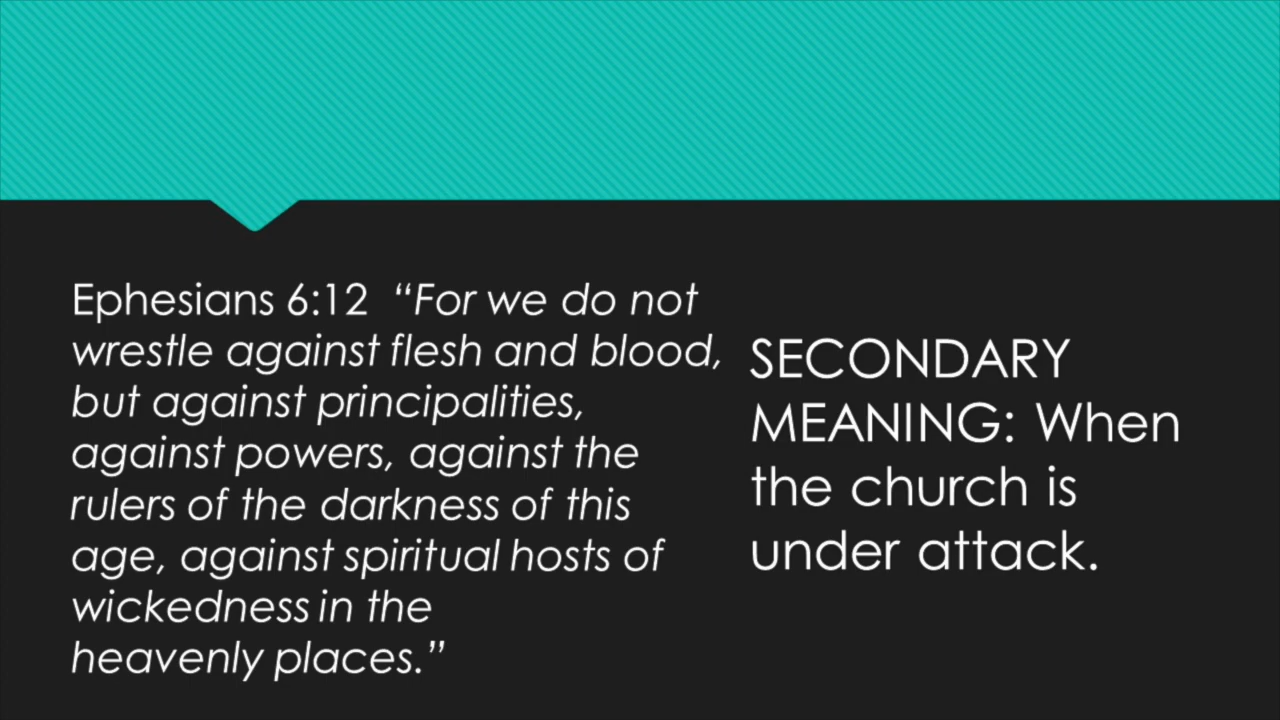 Ephesians 6:12 “For we do not
wrestle against flesh and blood,
but against principalities,
against powers, against the
rulers of the darkness of this
age, against spiritual hosts of
wickedness in the
heavenly places.”
SECONDARY
MEANING: When
the church is
under attack.